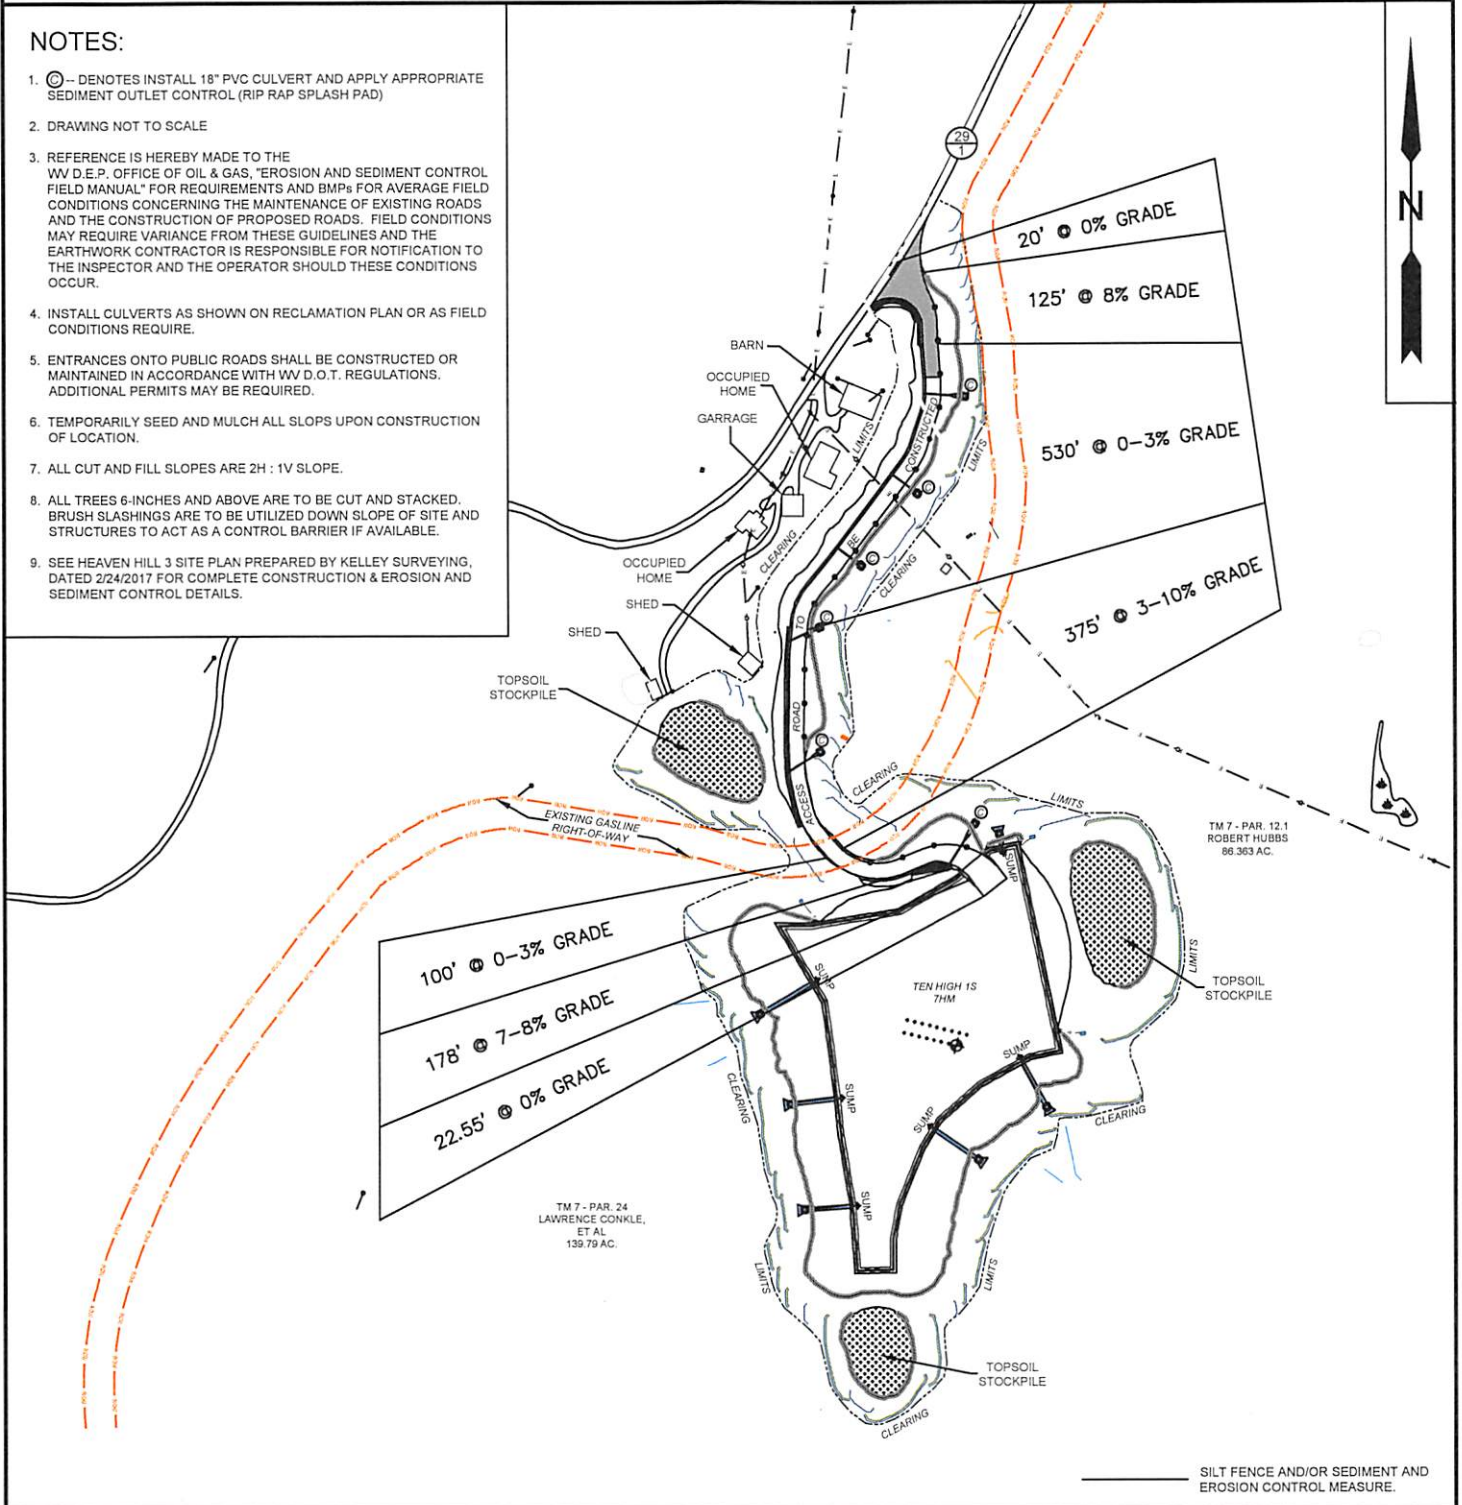 NOTES:
1. Ⓒ -- DENOTES INSTALL 18" PVC CULVERT AND APPLY APPROPRIATE
SEDIMENT OUTLET CONTROL (RIP RAP SPLASH PAD)
2. DRAWING NOT TO SCALE
3. REFERENCE IS HEREBY MADE TO THE
WV D.E.P. OFFICE OF OIL & GAS, "EROSION AND SEDIMENT CONTROL
FIELD MANUAL" FOR REQUIREMENTS AND BMPs FOR AVERAGE FIELD
CONDITIONS CONCERNING THE MAINTENANCE OF EXISTING ROADS
AND THE CONSTRUCTION OF PROPOSED ROADS. FIELD CONDITIONS
MAY REQUIRE VARIANCE FROM THESE GUIDELINES AND THE
EARTHWORK CONTRACTOR IS RESPONSIBLE FOR NOTIFICATION TO
THE INSPECTOR AND THE OPERATOR SHOULD THESE CONDITIONS
OCCUR.
4. INSTALL CULVERTS AS SHOWN ON RECLAMATION PLAN OR AS FIELD
CONDITIONS REQUIRE.
5. ENTRANCES ONTO PUBLIC ROADS SHALL BE CONSTRUCTED OR
MAINTAINED IN ACCORDANCE WITH WV D.O.T. REGULATIONS.
ADDITIONAL PERMITS MAY BE REQUIRED.
6. TEMPORARILY SEED AND MULCH ALL SLOPS UPON CONSTRUCTION
OF LOCATION.
7. ALL CUT AND FILL SLOPES ARE 2H : 1V SLOPE.
8. ALL TREES 6-INCHES AND ABOVE ARE TO BE CUT AND STACKED.
BRUSH SLASHINGS ARE TO BE UTILIZED DOWN SLOPE OF SITE AND
STRUCTURES TO ACT AS A CONTROL BARRIER IF AVAILABLE.
9. SEE HEAVEN HILL 3 SITE PLAN PREPARED BY KELLEY SURVEYING,
DATED 2/24/2017 FOR COMPLETE CONSTRUCTION & EROSION AND
SEDIMENT CONTROL DETAILS.
N
29
1
20' @ 0% GRADE
125' @ 8% GRADE
530' @ 0-3% GRADE
375' @ 3-10% GRADE
BARN
OCCUPIED
HOME
GARRAGE
OCCUPIED
HOME
SHED
SHED
TOPSOIL
STOCKPILE
CLEARING
LIMITS
ACCESS
ROAD
TO
BE
CONSTRUCTED
CLEARING
LIMITS
C
C
C
C
C
C
EXISTING GASLINE
RIGHT-OF-WAY
CLEARING
LIMITS
TM 7 - PAR. 12.1
ROBERT HUBBS
86.363 AC.
100' @ 0-3% GRADE
178' @ 7-8% GRADE
22.55' @ 0% GRADE
SUMP
SUMP
SUMP
SUMP
SUMP
SUMP
TEN HIGH 1S
7HM
LIMITS
TOPSOIL
STOCKPILE
CLEARING
CLEARING
LIMITS
LIMITS
TM 7 - PAR. 24
LAWRENCE CONKLE,
ET AL
139.79 AC.
TOPSOIL
STOCKPILE
CLEARING
SILT FENCE AND/OR SEDIMENT AND
EROSION CONTROL MEASURE.